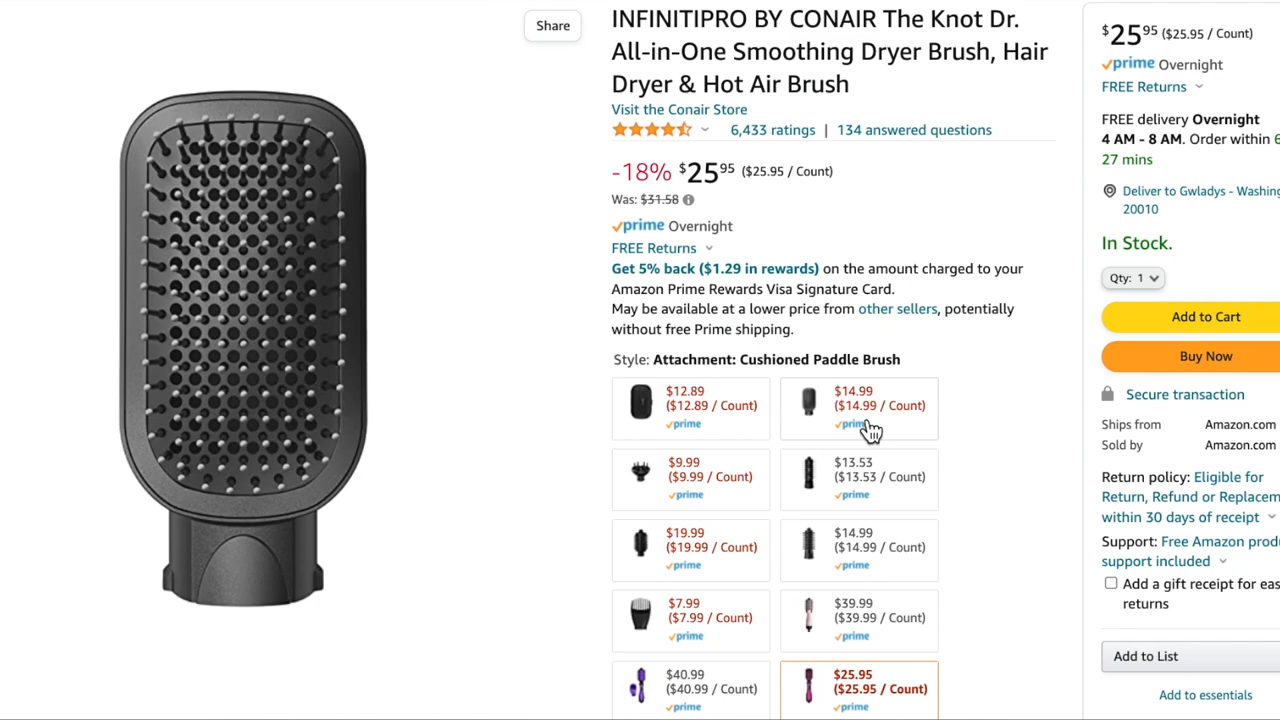 Share
INFINITIPRO BY CONAIR The Knot Dr.
All-in-One Smoothing Dryer Brush, Hair
Dryer & Hot Air Brush
Visit the Conair Store
6,433 ratings | 134 answered questions
-18% $25 95 ($25.95 / Count)
Was: $31.58
prime Overnight
FREE Returns
Get 5% back ($1.29 in rewards) on the amount charged to your
Amazon Prime Rewards Visa Signature Card.
May be available at a lower price from other sellers, potentially
without free Prime shipping.
Style: Attachment: Cushioned Paddle Brush
$12.89
($12.89 / Count)
prime
$14.99
($14.99 / Count)
prime
$9.99
($9.99 / Count)
prime
$13.53
($13.53 / Count)
prime
$19.99
($19.99 / Count)
prime
$14.99
($14.99 / Count)
prime
$7.99
($7.99 / Count)
prime
$39.99
($39.99 / Count)
prime
$40.99
($40.99 / Count)
prime
$25.95
($25.95 / Count)
prime
$25 95 ($25.95 / Count)
prime Overnight
FREE Returns
FREE delivery Overnight
4 AM - 8 AM. Order within
27 mins
Deliver to Gwladys - Washing
20010
In Stock.
Qty: 1
Add to Cart
Buy Now
Secure transaction
Ships from Amazon.com
Sold by Amazon.com
Return policy: Eligible for
Return, Refund or Replacem
within 30 days of receipt
Support: Free Amazon prod
support included
Add a gift receipt for eas
returns
Add to List
Add to essentials